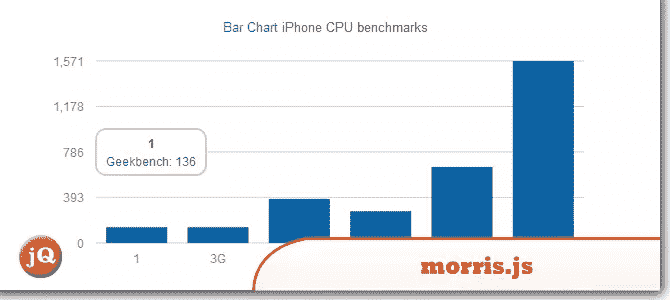 Bar Chart iPhone CPU benchmarks
1,571
1,178
786
1
Geekbench: 136
393
0
1
3G
jQ
morris.js